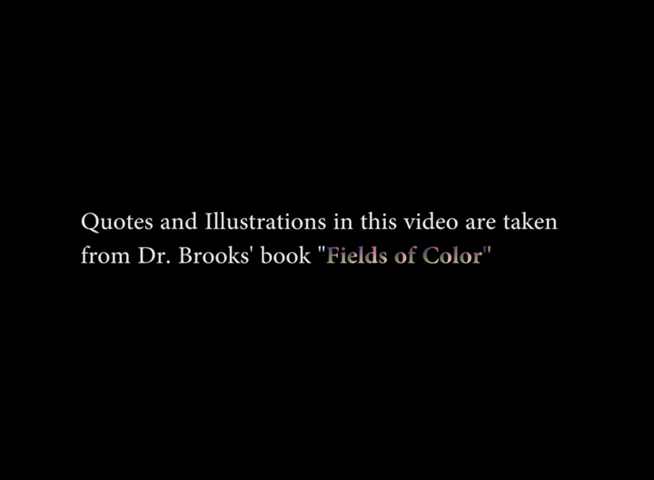 Quotes and Illustrations in this video are taken
from Dr. Brooks' book "Fields of Color"